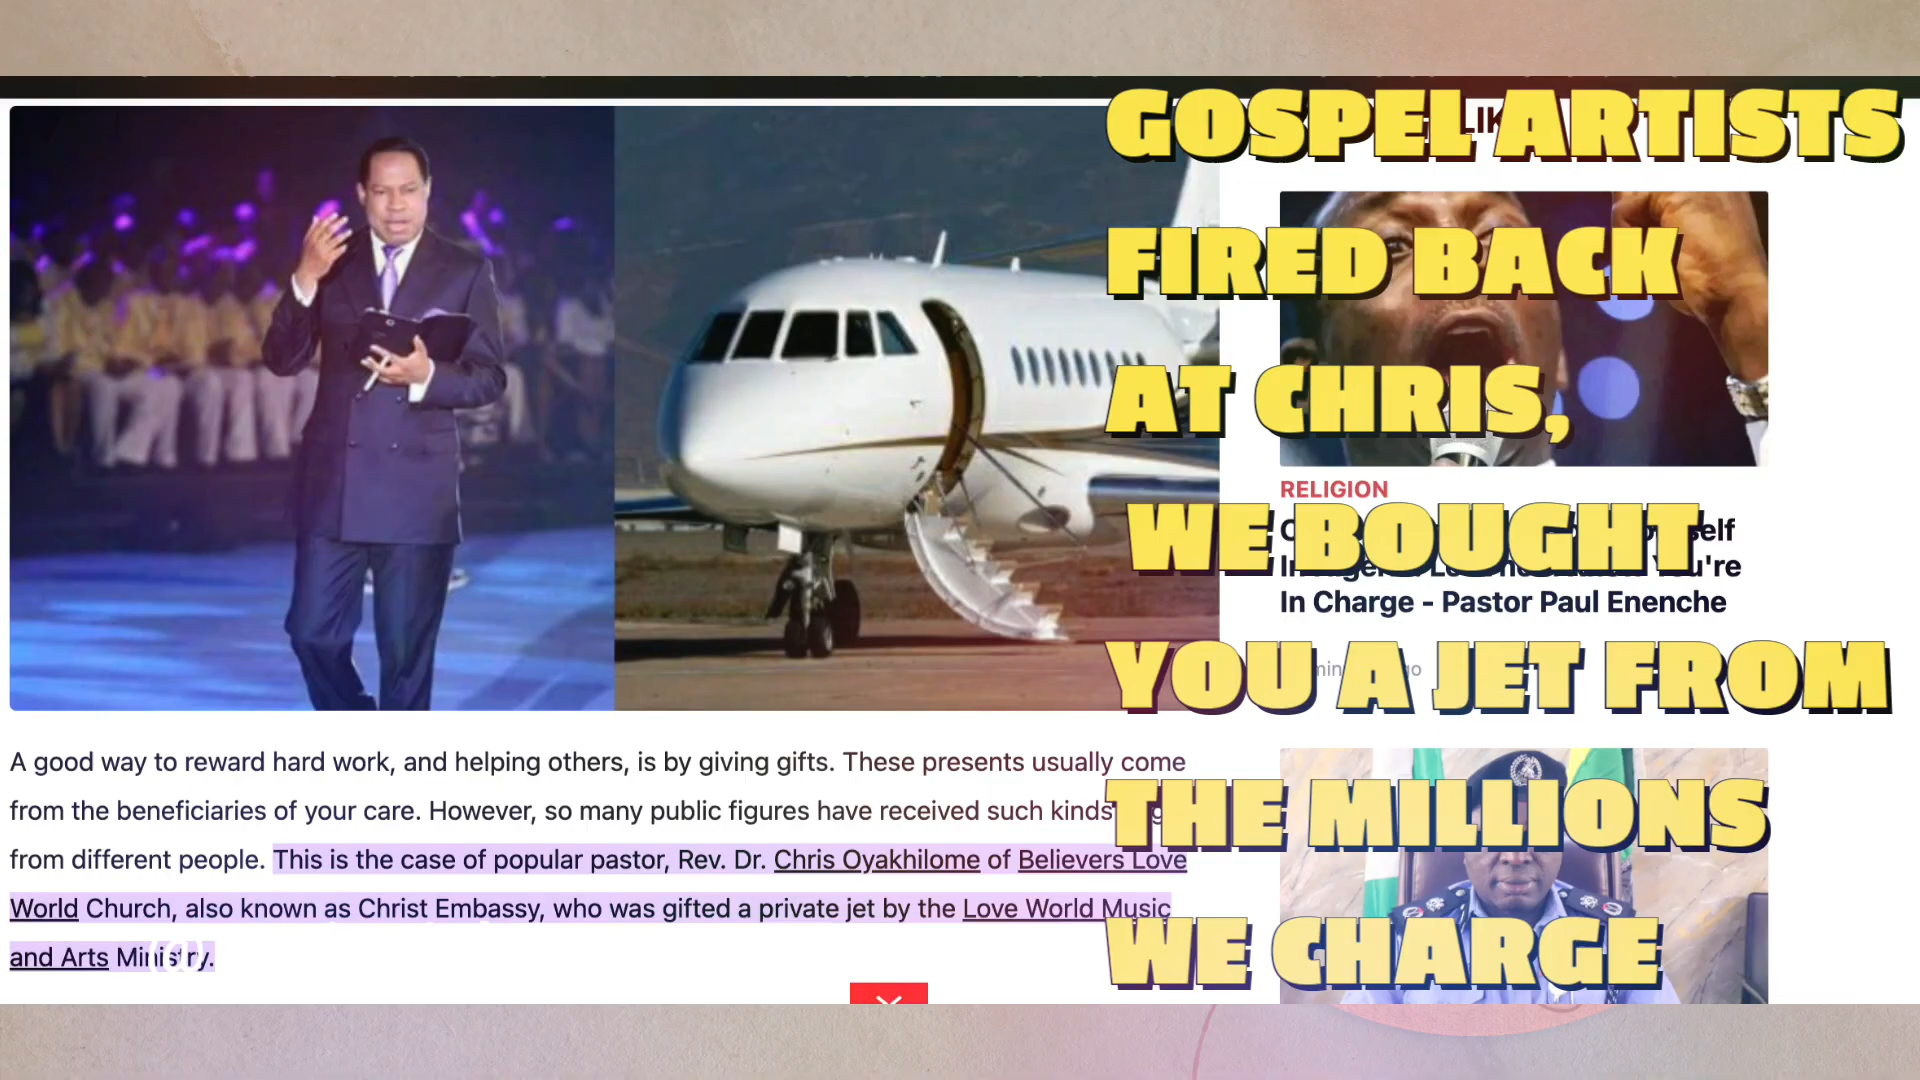 GOSPEL ARTISTS
FIRED BACK
AT CHRIS,
WE BOUGHT
YOU A JET FROM
THE MILLIONS
WE CHARGE
A good way to reward hard work, and helping others, is by giving gifts. These presents usually come
from the beneficiaries of your care. However, so many public figures have received such kinds
from different people. This is the case of popular pastor, Rev. Dr. Chris Oyakhilome of Believers Love
World Church, also known as Christ Embassy, who was gifted a private jet by the Love World Music
and Arts Ministry.
RELIGION
You're
In Charge - Pastor Paul Enenche